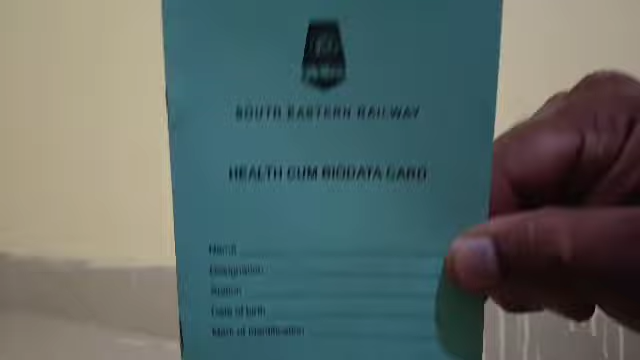 SOUTH EASTERN RAILWAY
HEALTH CUM BIODATA CARD
Name
Designation
Station
Date of birth
Mark of identification